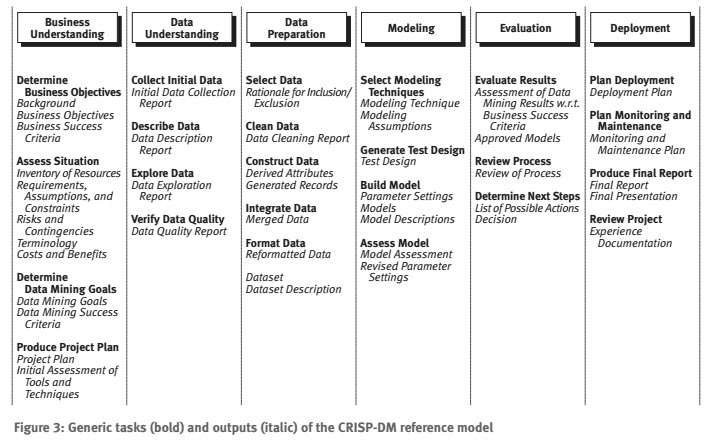 Business
Understanding
Data
Understanding
Data
Preparation
Modeling
Evaluation
Deployment
Determine
Business Objectives
Background
Business Objectives
Business Success
Criteria
Assess Situation
Inventory of Resources
Requirements,
Assumptions, and
Constraints
Risks and
Contingencies
Terminology
Costs and Benefits
Determine
Data Mining Goals
Data Mining Goals
Data Mining Success
Criteria
Produce Project Plan
Project Plan
Initial Assessment of
Tools and
Techniques
Collect Initial Data
Initial Data Collection
Report
Describe Data
Data Description
Report
Explore Data
Data Exploration
Report
Verify Data Quality
Data Quality Report
Select Data
Rationale for Inclusion/
Exclusion
Clean Data
Data Cleaning Report
Construct Data
Derived Attributes
Generated Records
Integrate Data
Merged Data
Format Data
Reformatted Data
Dataset
Dataset Description
Select Modeling
Techniques
Modeling Technique
Modeling
Assumptions
Generate Test Design
Test Design
Build Model
Parameter Settings
Models
Model Descriptions
Assess Model
Model Assessment
Revised Parameter
Settings
Evaluate Results
Assessment of Data
Mining Results w.r.t.
Business Success
Criteria
Approved Models
Review Process
Review of Process
Determine Next Steps
List of Possible Actions
Decision
Plan Deployment
Deployment Plan
Plan Monitoring and
Maintenance
Monitoring and
Maintenance Plan
Produce Final Report
Final Report
Final Presentation
Review Project
Experience
Documentation
Figure 3: Generic tasks (bold) and outputs (italic) of the CRISP-DM reference model